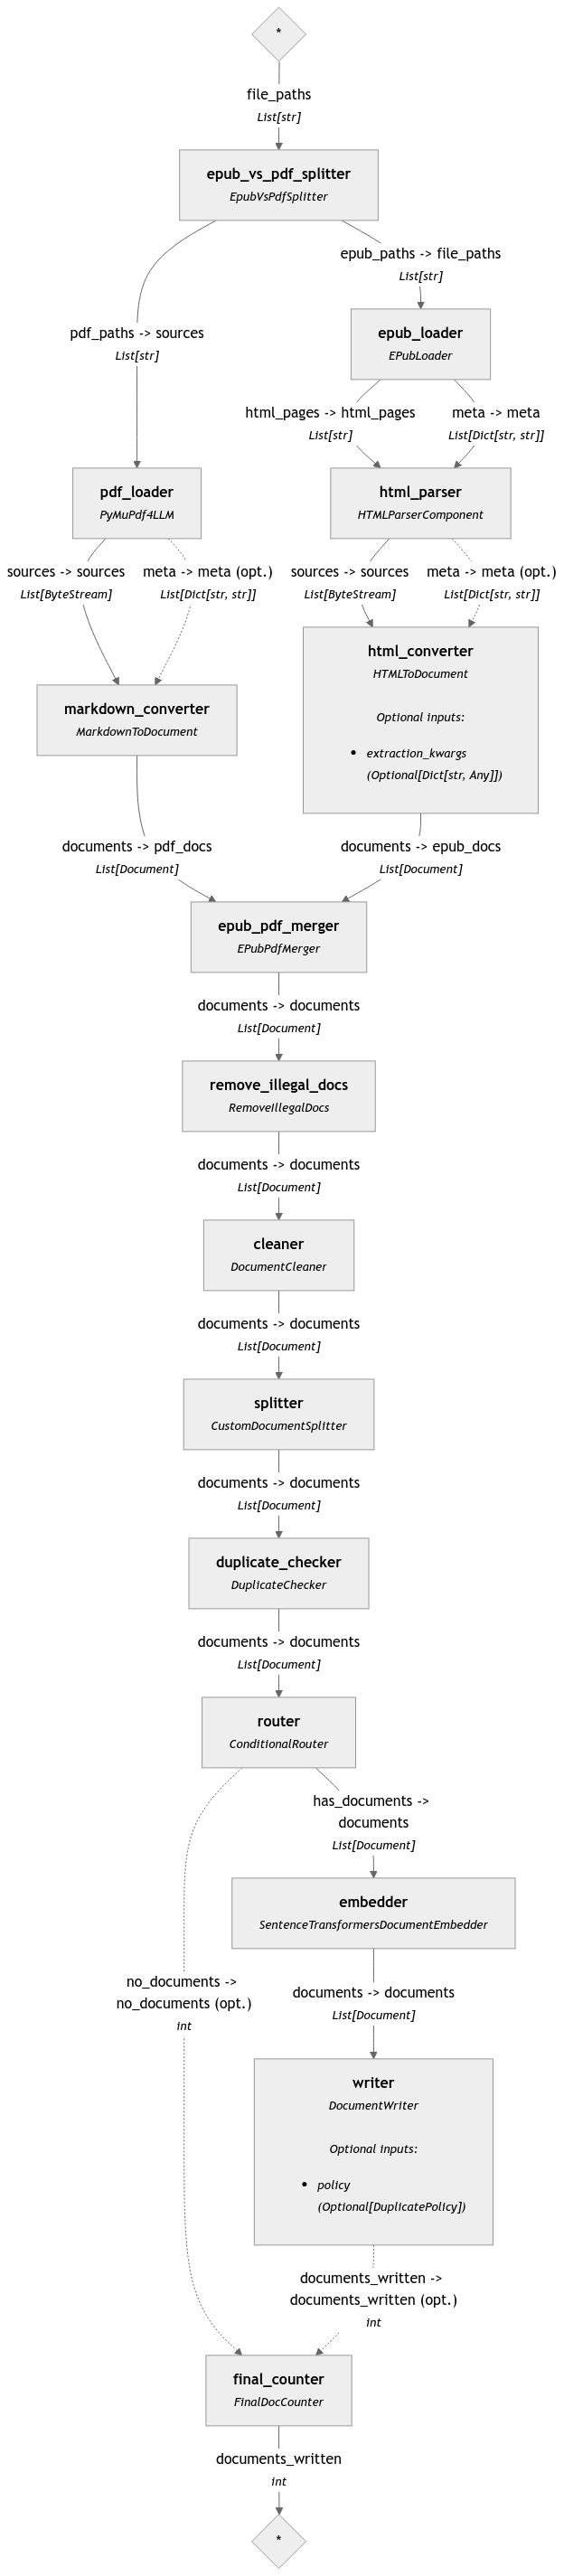 *
file_paths
List[str]
epub_vs_pdf_splitter
EpubVsPdfSplitter
epub_paths -> file_paths
List[str]
pdf_paths -> sources
List[str]
epub_loader
EPubLoader
html_pages -> html_pages
List[str]
meta -> meta
List[Dict[str, str]]
pdf_loader
PyMuPdf4LLM
html_parser
HTMLParserComponent
sources -> sources
List[ByteStream]
meta -> meta (opt.)
List[Dict[str, str]]
sources -> sources
List[ByteStream]
meta -> meta (opt.)
List[Dict[str, str]]
markdown_converter
MarkdownToDocument
html_converter
HTMLToDocument
Optional inputs:
• extraction_kwargs
(Optional[Dict[str, Any]])
documents -> pdf_docs
List[Document]
documents -> epub_docs
List[Document]
epub_pdf_merger
EPubPdfMerger
documents -> documents
List[Document]
remove_illegal_docs
RemoveIllegalDocs
documents -> documents
List[Document]
cleaner
DocumentCleaner
documents -> documents
List[Document]
splitter
CustomDocumentSplitter
documents -> documents
List[Document]
duplicate_checker
DuplicateChecker
documents -> documents
List[Document]
router
ConditionalRouter
has_documents ->
documents
List[Document]
embedder
SentenceTransformersDocumentEmbedder
no_documents ->
no_documents (opt.)
int
documents -> documents
List[Document]
writer
DocumentWriter
Optional inputs:
• policy
(Optional[DuplicatePolicy])
documents_written ->
documents_written (opt.)
int
final_counter
FinalDocCounter
documents_written
int
*